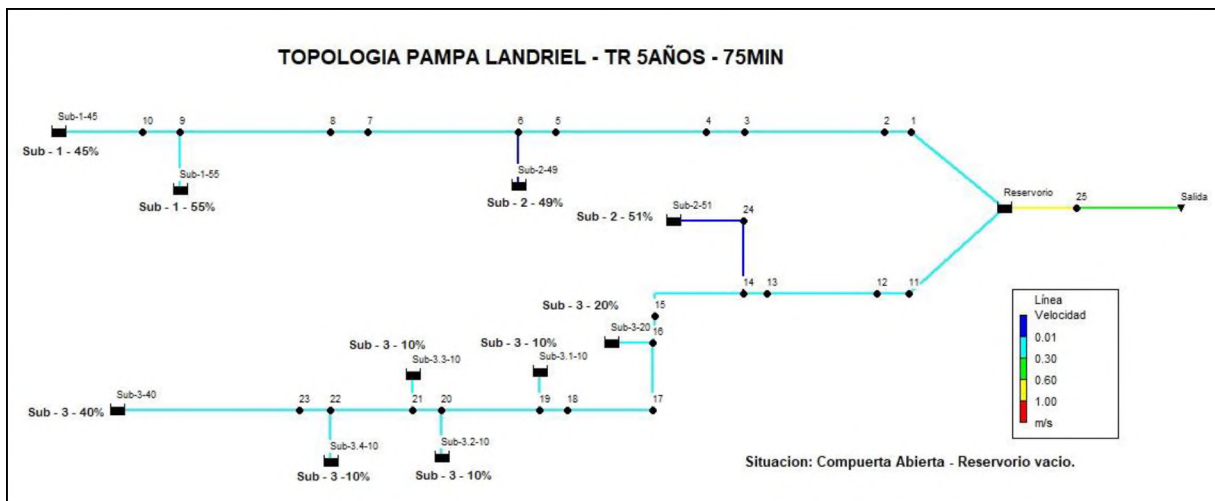 TOPOLOGIA PAMPA LANDRIEL - TR 5AÑOS - 75MIN
Sub-1-45
10
9
8
7
6
5
4
3
2
1
Sub - 1 - 45%
Sub-1-55
Sub - 1 - 55%
Sub-2-49
Sub - 2 - 49%
Sub-2-51
Sub - 2 - 51%
24
Reservorio
25
Salida
14
13
12
11
Sub - 3 - 20%
15
Sub-3-20
16
Sub - 3 - 10%
Sub-3.3-10
Sub - 3 - 10%
Sub-3.1-10
Sub-3-40
Sub - 3 - 40%
23
22
21
20
19
18
17
Sub-3.4-10
Sub - 3 -10%
Sub-3.2-10
Sub - 3 - 10%
Línea
Velocidad
0.01
0.30
0.60
1.00
m/s
Situacion: Compuerta Abierta - Reservorio vacio.